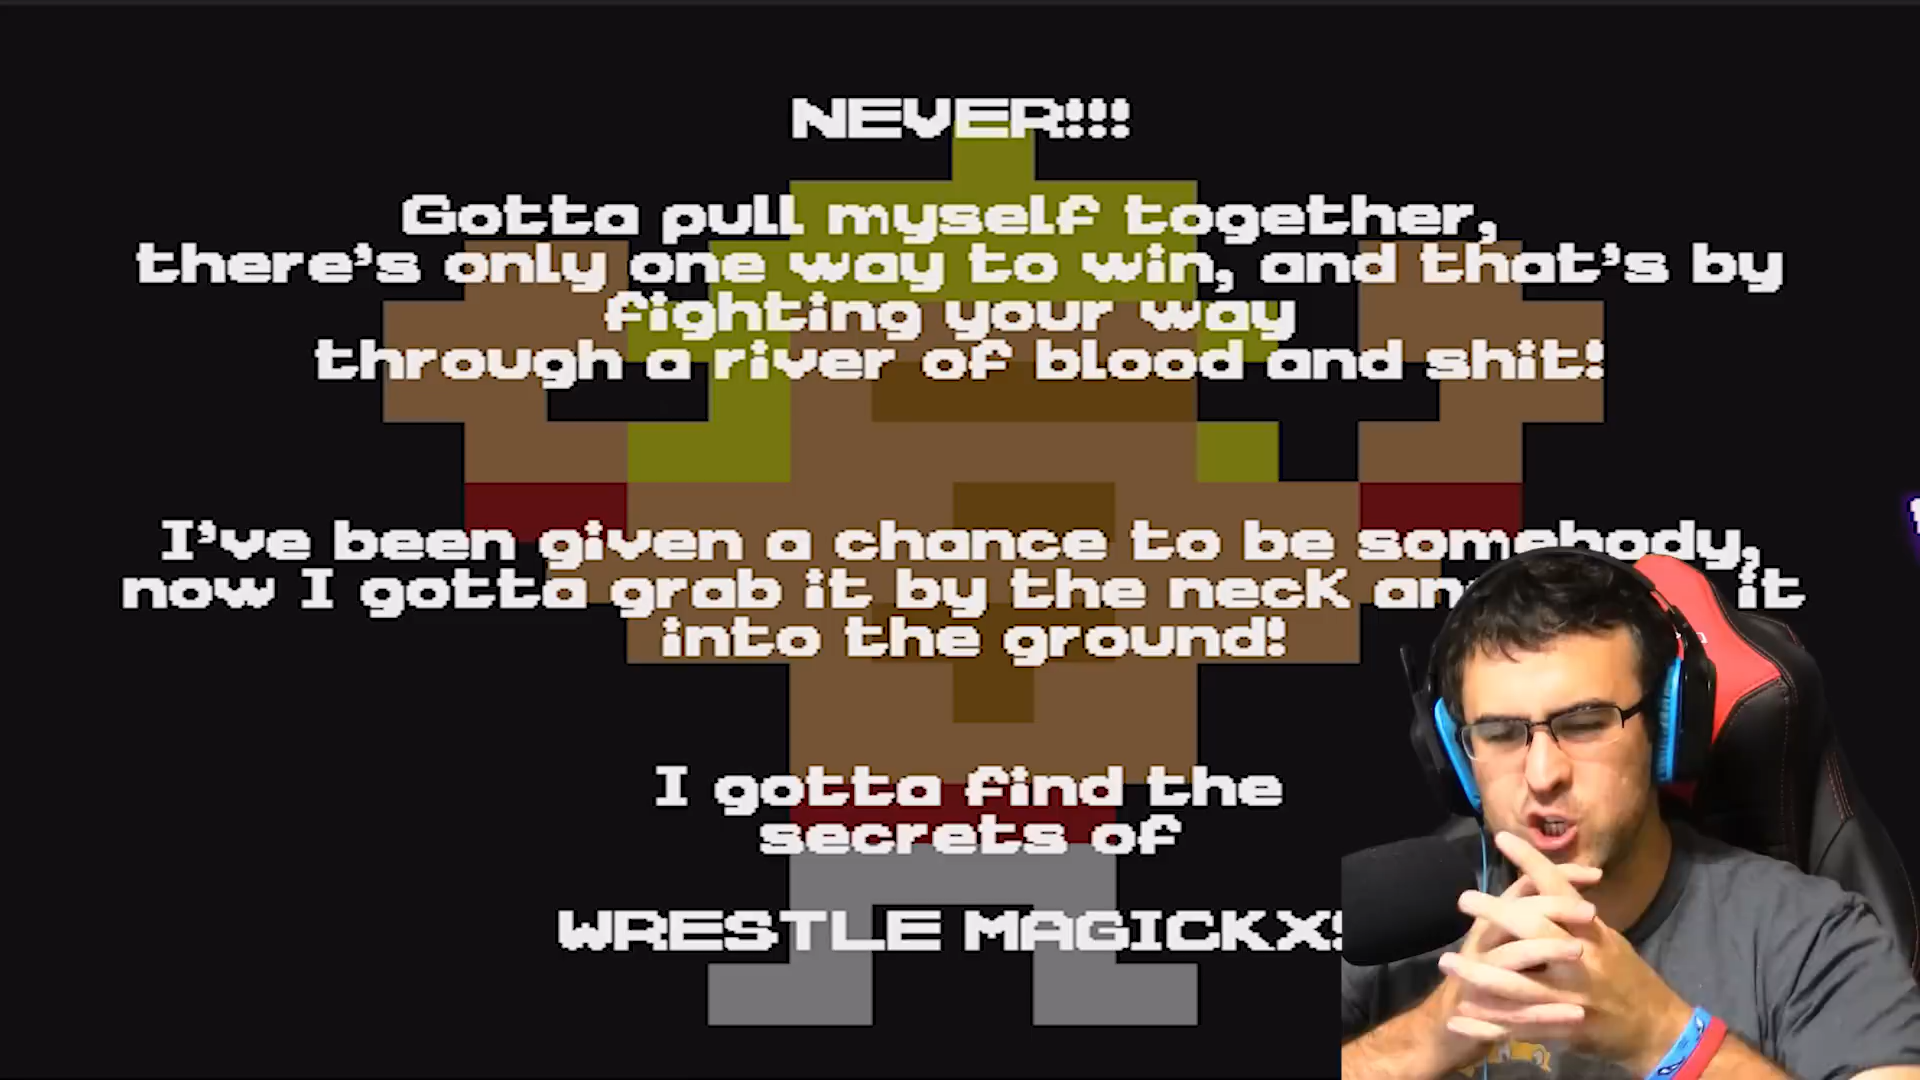 NEVER!!!
Gotta pull myself together,
there's only one way to win, and that's by
fighting your way
through a river of blood and shit!
I've been given a chance to be somebody,
now I gotta grab it by the neck it
into the ground!
I gotta find the
secrets of
WRESTLE MAGICKX!